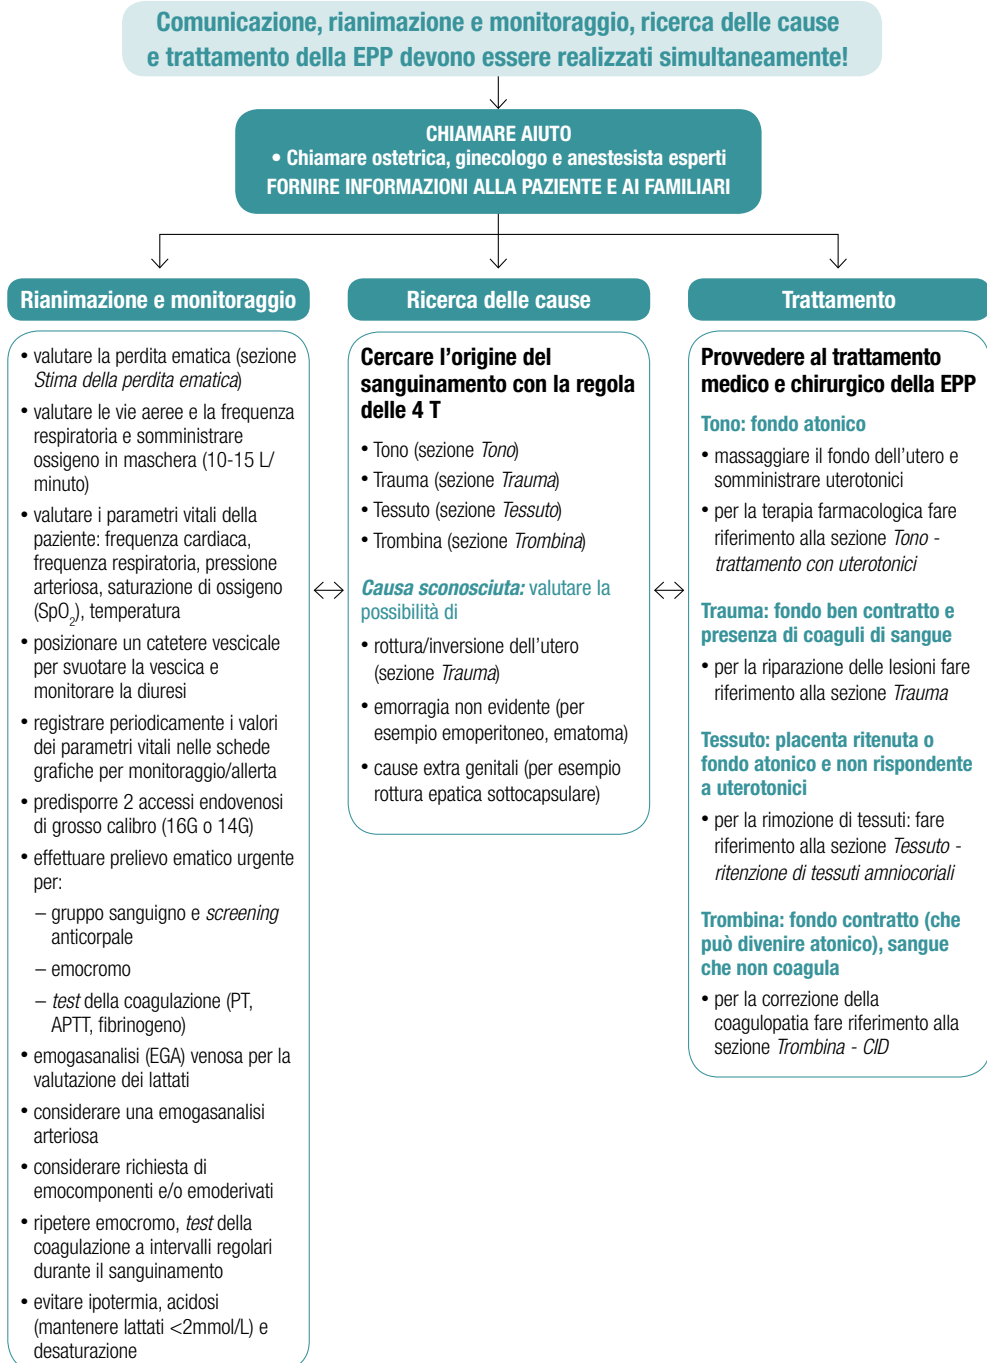 Comunicazione, rianimazione e monitoraggio, ricerca delle cause
e trattamento della EPP devono essere realizzati simultaneamente!
CHIAMARE AIUTO
• Chiamare ostetrica, ginecologo e anestesista esperti
FORNIRE INFORMAZIONI ALLA PAZIENTE E AI FAMILIARI
Rianimazione e monitoraggio
• valutare la perdita ematica (sezione
Stima della perdita ematica)
• valutare le vie aeree e la frequenza
respiratoria e somministrare
ossigeno in maschera (10-15 L/
minuto)
• valutare i parametri vitali della
paziente: frequenza cardiaca,
frequenza respiratoria, pressione
arteriosa, saturazione di ossigeno
(SpO2), temperatura
• posizionare un catetere vescicale
per svuotare la vescica e
monitorare la diuresi
• registrare periodicamente i valori
dei parametri vitali nelle schede
grafiche per monitoraggio/allerta
• predisporre 2 accessi endovenosi
di grosso calibro (16G o 14G)
• effettuare prelievo ematico urgente
per:
– gruppo sanguigno e screening
anticorpale
– emocromo
– test della coagulazione (PT,
APTT, fibrinogeno)
• emogasanalisi (EGA) venosa per la
valutazione dei lattati
• considerare una emogasanalisi
arteriosa
• considerare richiesta di
emocomponenti e/o emoderivati
• ripetere emocromo, test della
coagulazione a intervalli regolari
durante il sanguinamento
• evitare ipotermia, acidosi
(mantenere lattati <2mmol/L) e
desaturazione
Ricerca delle cause
Cercare l'origine del
sanguinamento con la regola
delle 4 T
• Tono (sezione Tono)
• Trauma (sezione Trauma)
• Tessuto (sezione Tessuto)
• Trombina (sezione Trombina)
Causa sconosciuta: valutare la
possibilità di
• rottura/inversione dell'utero
(sezione Trauma)
• emorragia non evidente (per
esempio emoperitoneo, ematoma)
• cause extra genitali (per esempio
rottura epatica sottocapsulare)
Trattamento
Provvedere al trattamento
medico e chirurgico della EPP
Tono: fondo atonico
• massaggiare il fondo dell'utero e
somministrare uterotonici
• per la terapia farmacologica fare
riferimento alla sezione Tono -
trattamento con uterotonici
Trauma: fondo ben contratto e
presenza di coaguli di sangue
• per la riparazione delle lesioni fare
riferimento alla sezione Trauma
Tessuto: placenta ritenuta o
fondo atonico e non rispondente
a uterotonici
• per la rimozione di tessuti: fare
riferimento alla sezione Tessuto -
ritenzione di tessuti amniocoriali
Trombina: fondo contratto (che
può divenire atonico), sangue
che non coagula
• per la correzione della
coagulopatia fare riferimento alla
sezione Trombina - CID